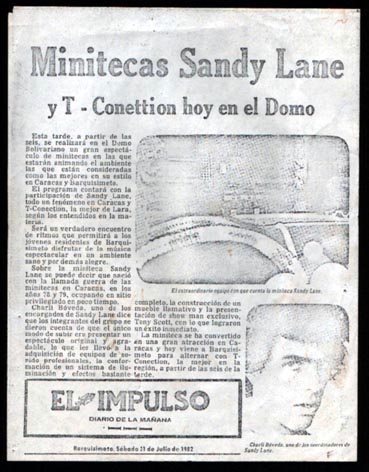 Minitecas Sandy Lane
y T - Conettion hoy en el Domo
Esta tarde, a partir de las
seis, se realizará en el Domo
Bolivariano un gran espectá-
culo de minitecas en las que
estarán animando el ambiente
las que están consideradas
como las mejores en su estilo
en Caracas y Barquisimeto.
El programa contará con la
participación de Sandy Lane,
todo un fenómeno en Caracas y
T-Conection, la mejor de Lara,
según los entendidos en la ma-
teria.
Será un verdadero encuentro
de ritmos que permitirá a los
jóvenes residentes de Barqui-
simeto disfrutar de la música
espectacular en un ambiente
sano y por demás alegre.
Sobre la miniteca Sandy
Lane se puede decir que nació
con la llamada guerra de las
minitecas en Caracas, en los
años 78 y 79, ocupando en sitio
privilegiado en poco tiempo.
Charli Bóveda, uno de los
encargados de Sandy Lane dice
que los integrantes del grupo se
dieron cuenta de que el único
modo de subir era presentar un
espectáculo original y agra-
dable, lo que les llevó a la
adquisición de equipos de so-
nido profesionales, la confor-
mación de un sistema de ilu-
minación y efectos bastante
El extraordinario equipo con que cuenta la miniteca Sandy Lane.
completo, la construcción de un
mueble llamativo y la presen-
tación de show man exclusivo,
Tony Scott, con lo que lograron
un éxito inmediato.
La miniteca se ha convertido
en una gran atracción en Ca-
racas y hoy viene a Barquisi-
meto para alternar con T-
Conection, la mejor en la
región, a partir de las seis de la
tarde.
EL IMPULSO
DIARIO DE LA MAÑANA
Barquisimeto, Sábado 31 de Julio de 1982
Charli Bóveda, uno de los coordinadores de
Sandy Lane.